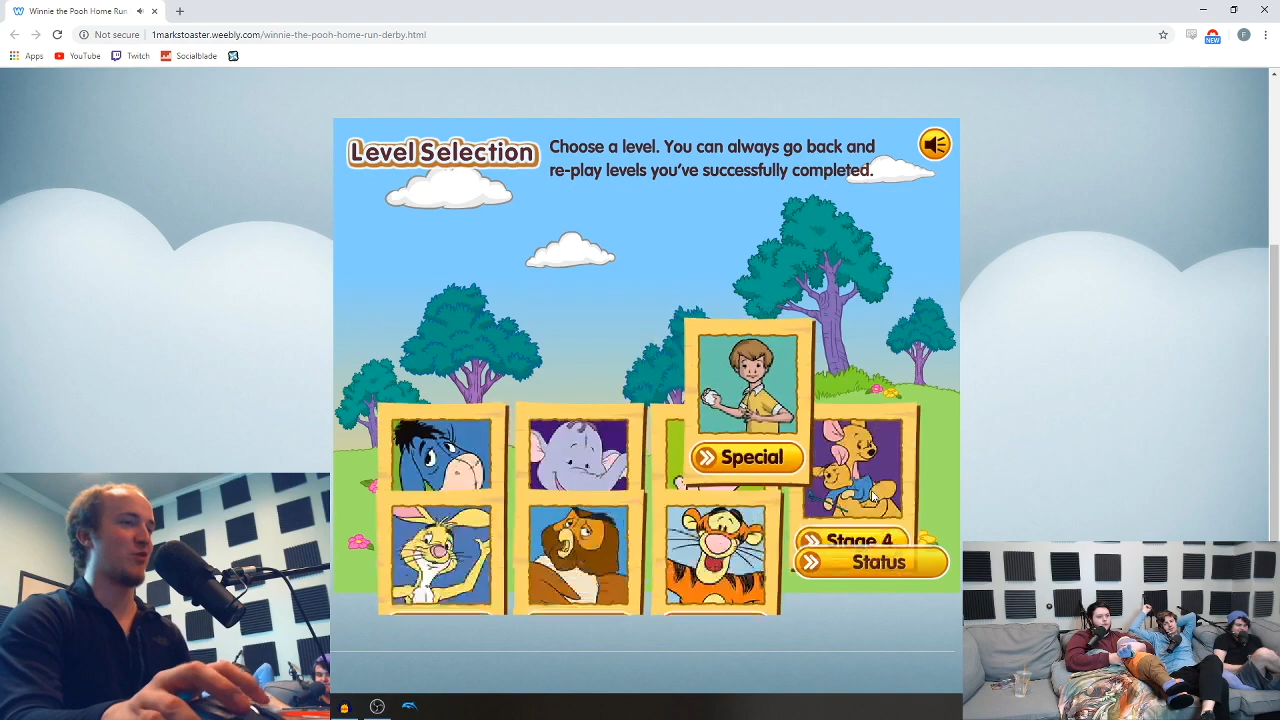 Winnie the Pooh Home Run
Not secure
1markstoaster.weebly.com/winnie-the-pooh-home-run-derby.html
NEW
F
Apps
YouTube
Twitch
Socialblade
Level Selection
Choose a level. You can always go back and
re-play levels you've successfully completed.
Special
Stage 4
Status